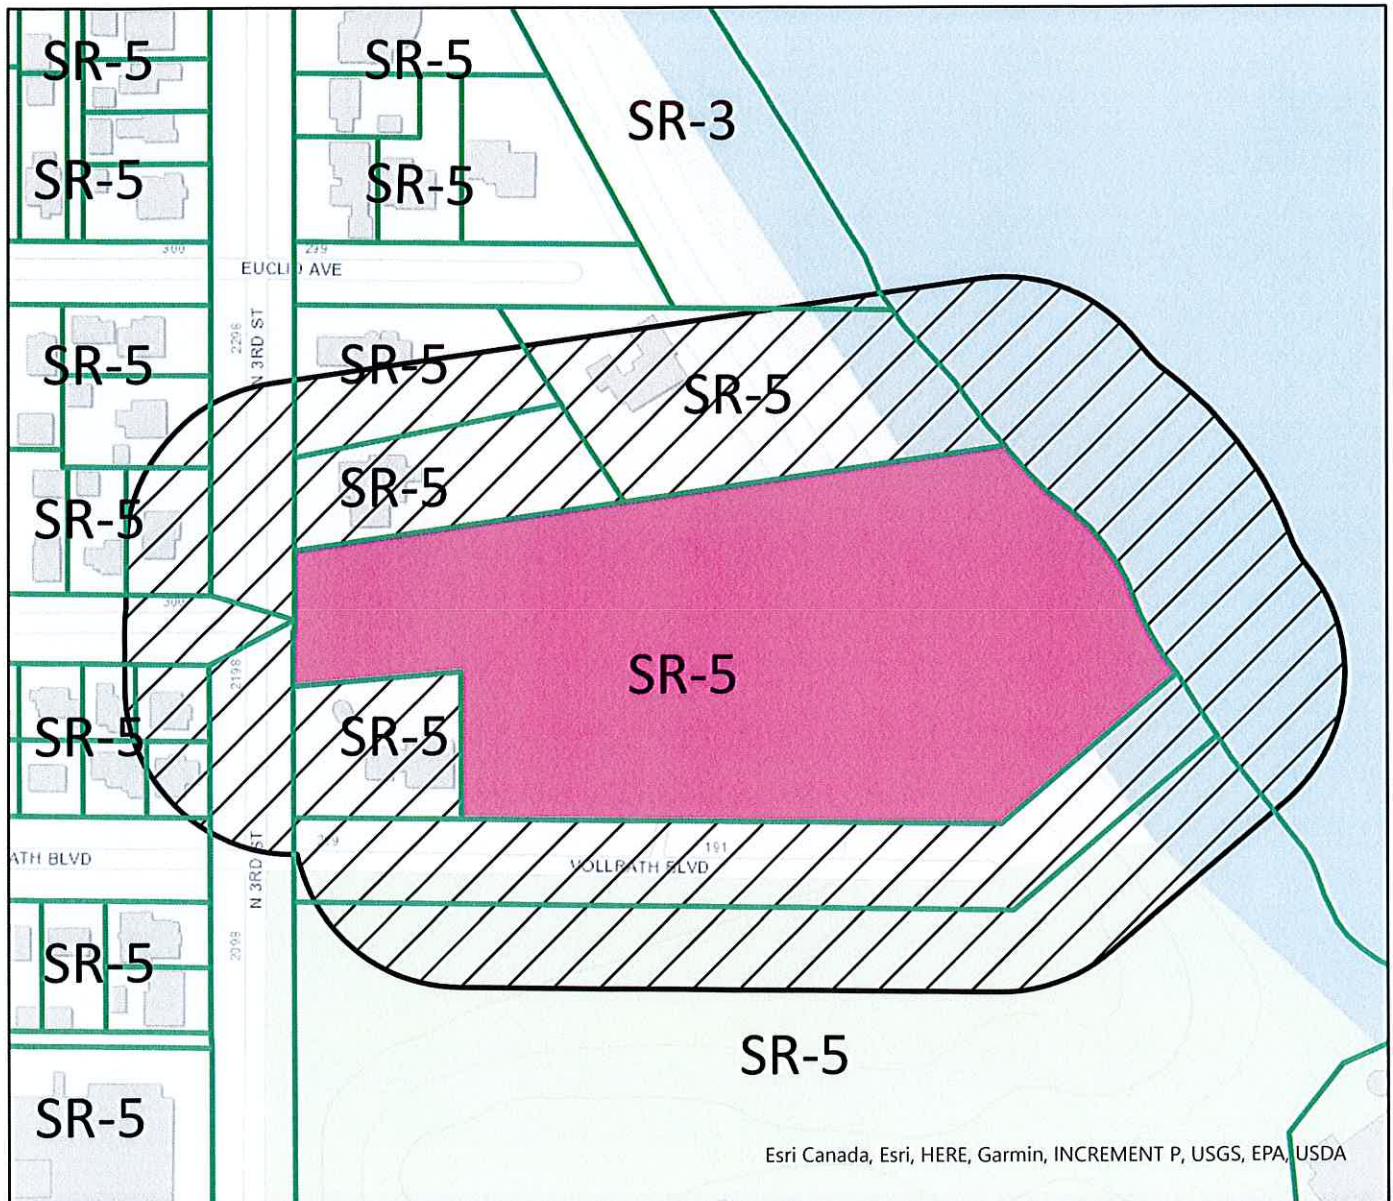 SR-5
SR-5
SR-3
SR-5
SR-5
300
299
EUCLID AVE
2298
N 3RD ST
SR-5
SR-5
SR-5
SR-5
SR-5
300
2198
SR-5
SR-5
SR-5
299
191
ATH BLVD
N 3RD ST
VOLLRATH BLVD
2098
SR-5
SR-5
SR-5
Esri Canada, Esri, HERE, Garmin, INCREMENT P, USGS, EPA, USDA